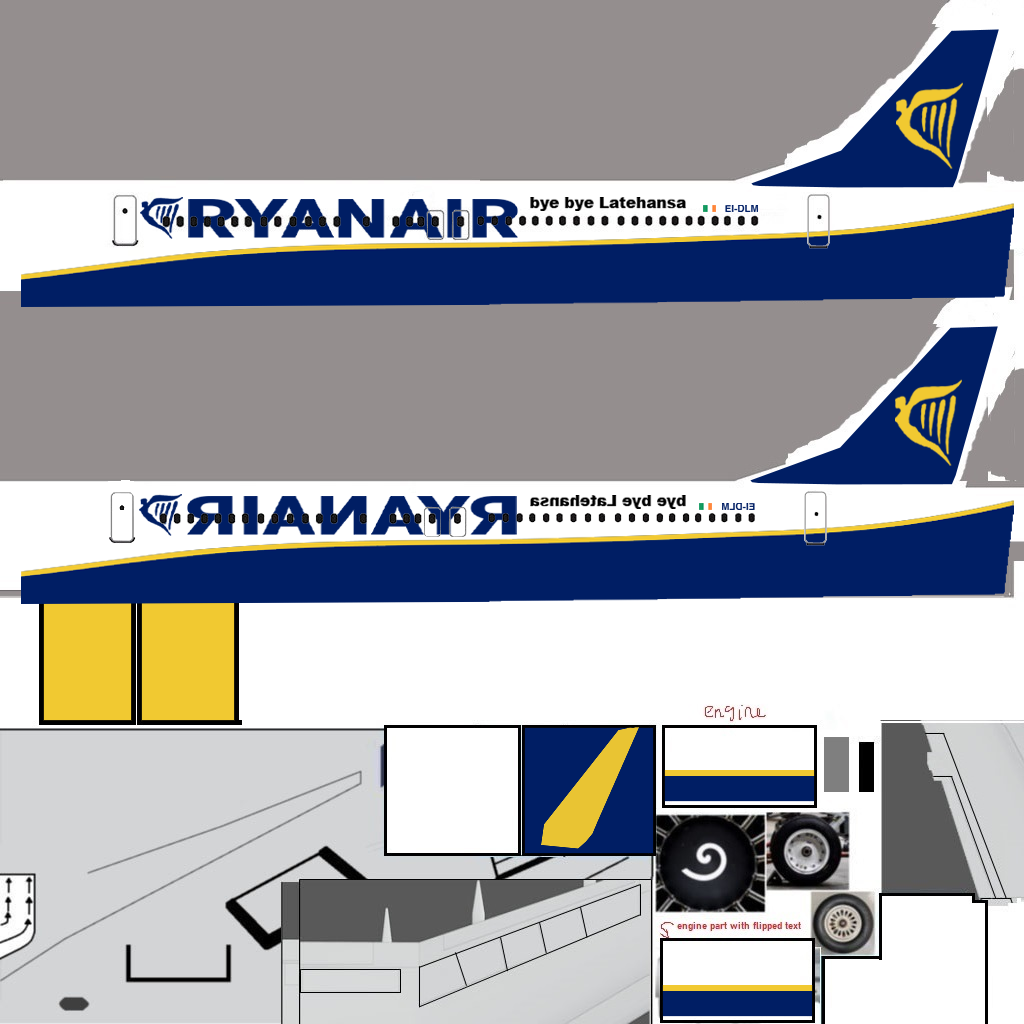 RYANAIR
bye bye Latehansa
EI-DLM
RYANAIR
bye bye Latehansa
EI-DLM
engine
engine part with flipped text